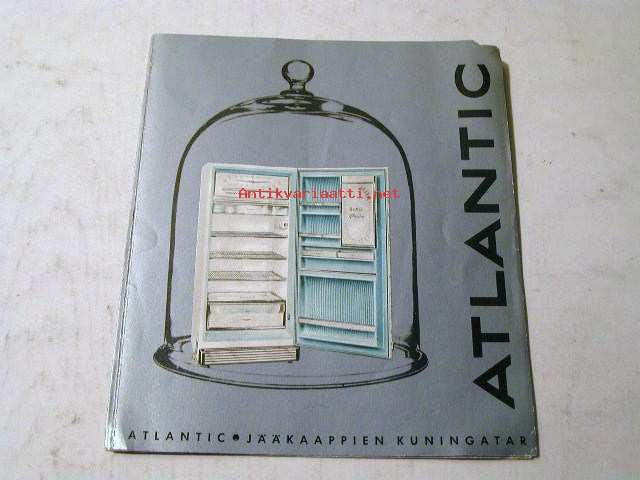 ATLANTIC
Antikvariaatti.net
ATLANTIC • JÄÄKAAPPIEN KUNINGATAR